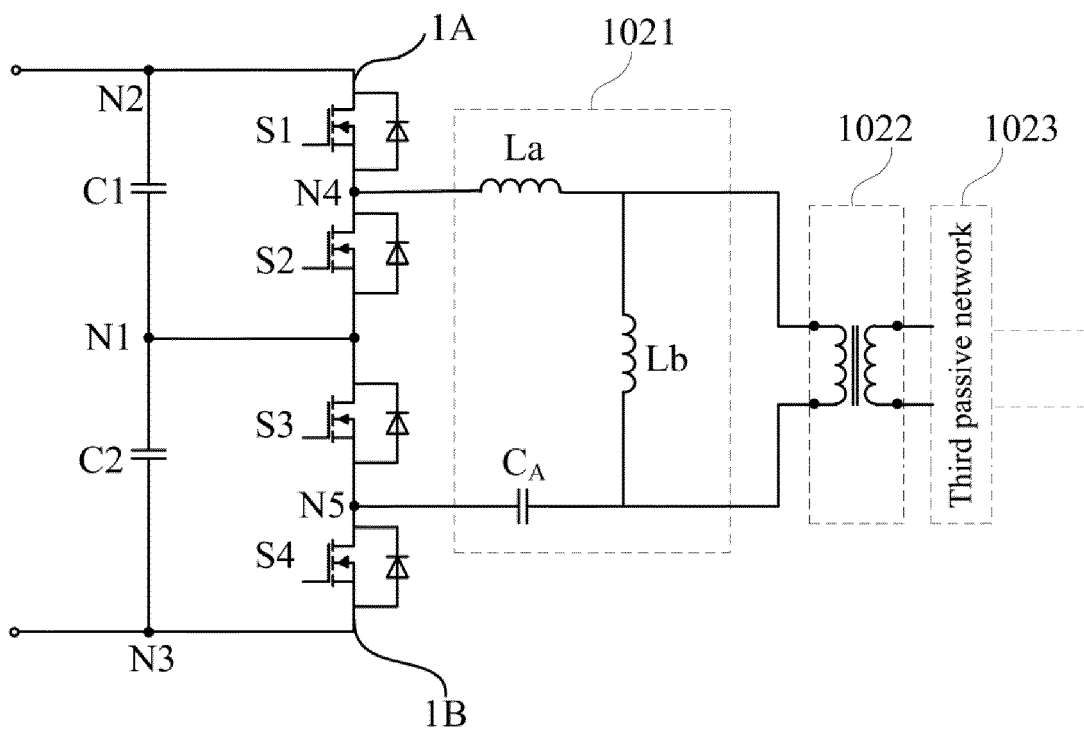 1A
1021
N2
S1
La
1022
1023
C1
N4
S2
N1
Lb
Third passive network
S3
C2
CA
N5
S4
N3
1B